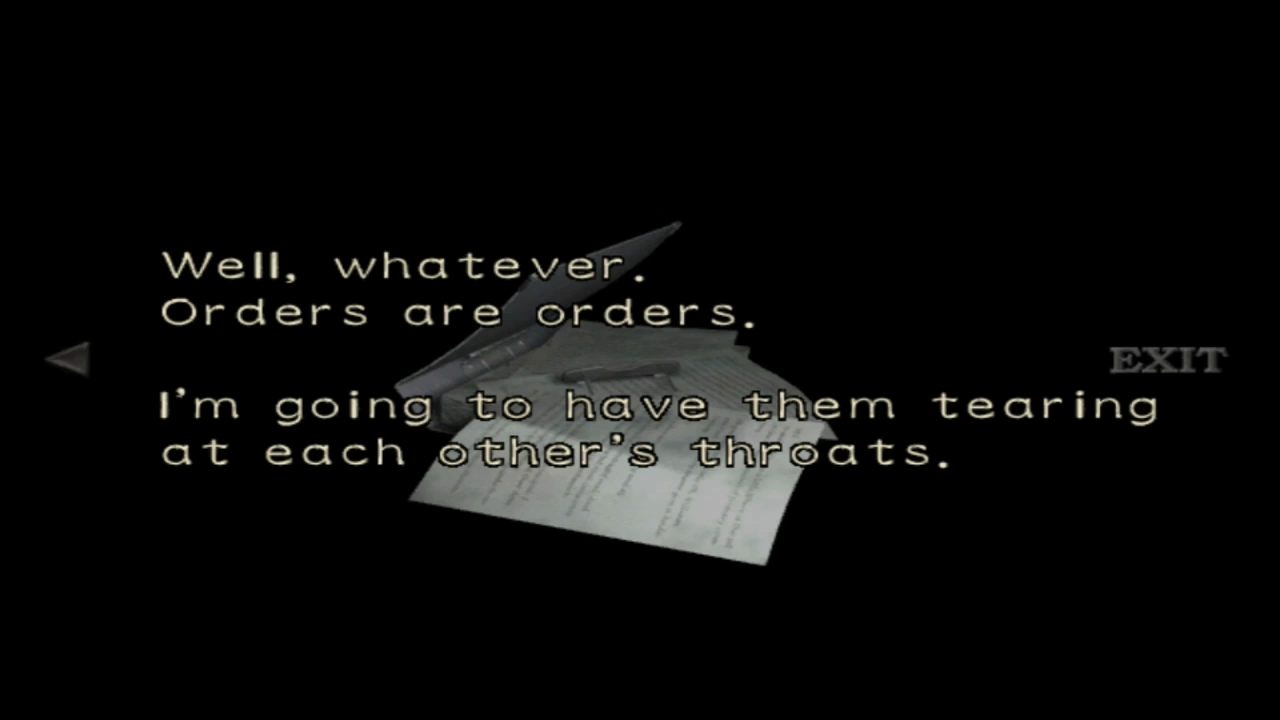 Well, whatever.
Orders are orders.
EXIT
I'm going to have them tearing
at each other's throats.